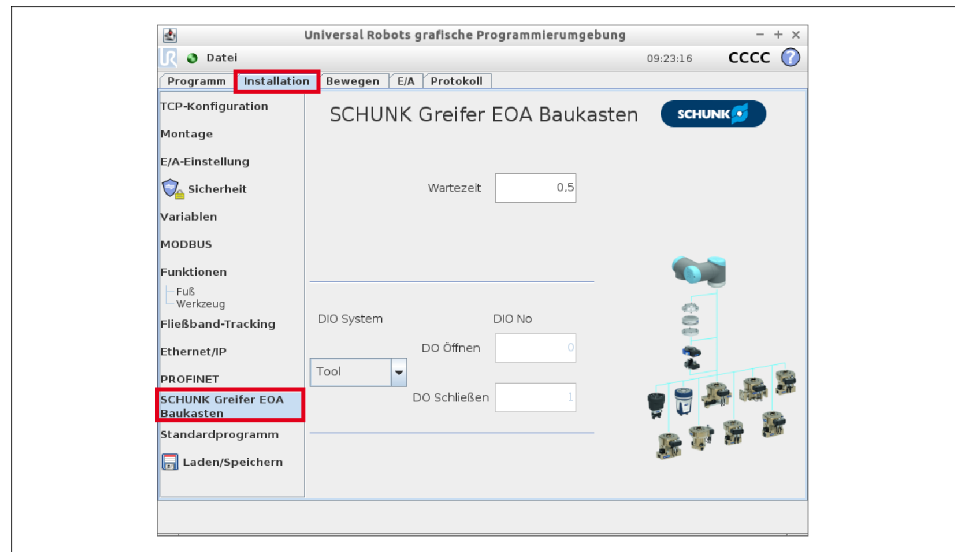 Universal Robots grafische Programmierumgebung
UR Datei 09:23:16 CCCC ?
Programm Installation Bewegen E/A Protokoll
TCP-Konfiguration
Montage
E/A-Einstellung
Sicherheit
Variablen
MODBUS
Funktionen
Fuß
Werkzeug
Fließband-Tracking
Ethernet/IP
PROFINET
SCHUNK Greifer EOA
Baukasten
Standardprogramm
Laden/Speichern
SCHUNK Greifer EOA Baukasten
SCHUNK
Wartezeit 0,5
DIO System DIO No
DO Öffnen 0
Tool
DO Schließen 1